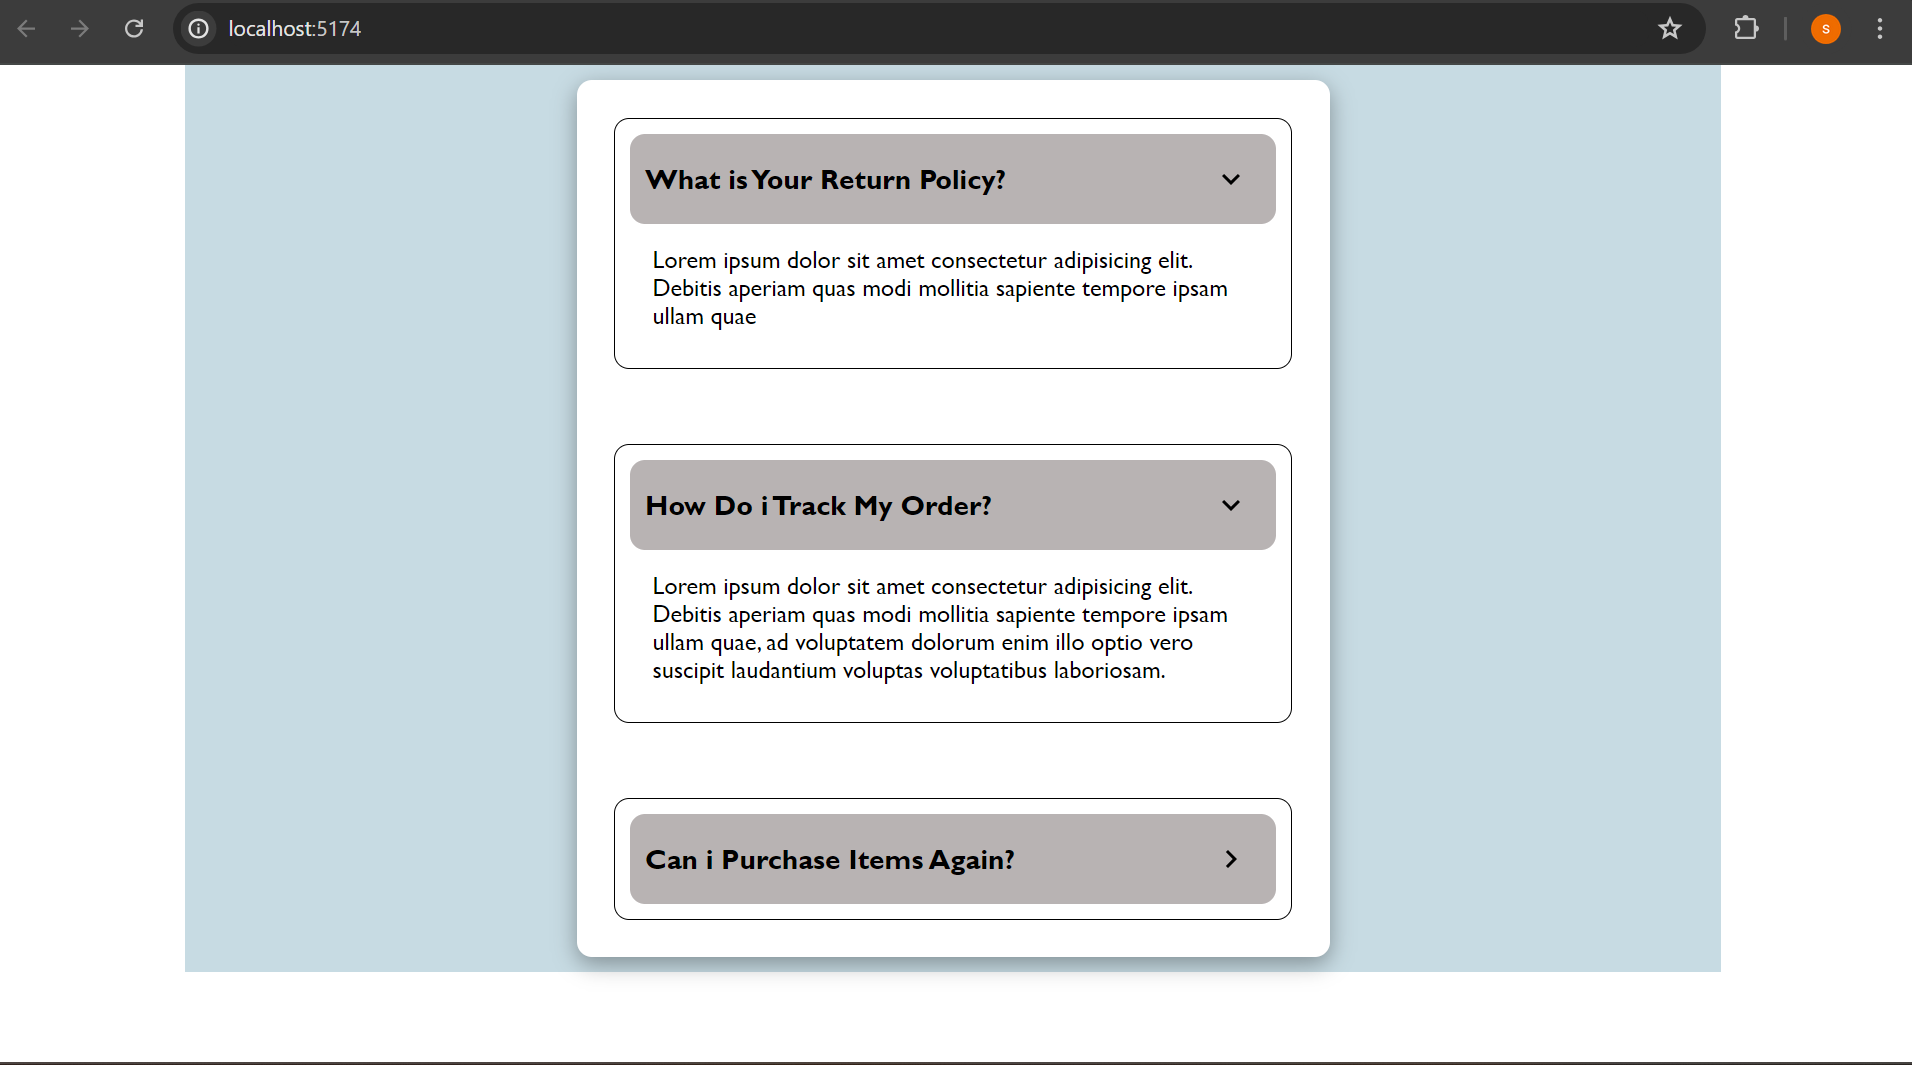 localhost:5174
S
What is Your Return Policy?
Lorem ipsum dolor sit amet consectetur adipisicing elit.
Debitis aperiam quas modi mollitia sapiente tempore ipsam
ullam quae
How Do i Track My Order?
Lorem ipsum dolor sit amet consectetur adipisicing elit.
Debitis aperiam quas modi mollitia sapiente tempore ipsam
ullam quae, ad voluptatem dolorum enim illo optio vero
suscipit laudantium voluptas voluptatibus laboriosam.
Can i Purchase Items Again?